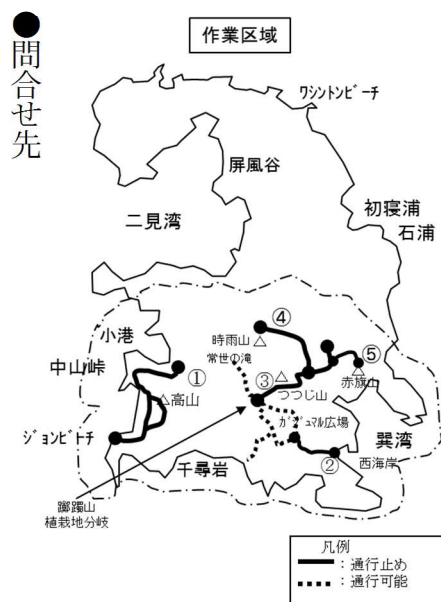 ●問合せ先
作業区域
ワシントンビーチ
屏風谷
初寝浦
石浦
二見湾
小港
中山峠
ジョンビーチ
①
高山
時雨山
常世の滝
④
③
つつじ山
⑤
赤旗山
ガジュマル広場
巽湾
西海岸
②
千尋岩
躑躅山
植栽地分岐
凡例
：通行止め
：通行可能